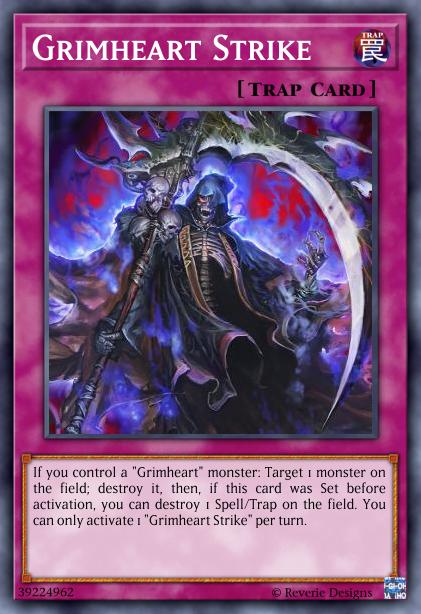 GRIMHEART STRIKE
TRAP
罠
[TRAP CARD]
If you control a "Grimheart" monster: Target 1 monster on
the field; destroy it, then, if this card was Set before
activation, you can destroy 1 Spell/Trap on the field. You
can only activate 1 "Grimheart Strike" per turn.
39224962
© Reverie Designs